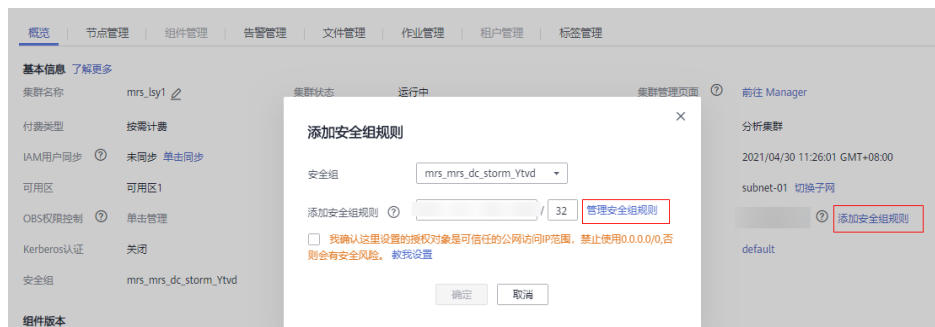 概览 节点管理 组件管理 告警管理 文件管理 作业管理 租户管理 标签管理
基本信息 了解更多
集群名称 mrs_lsy1 集群状态 运行中 集群管理页面 ? 前往 Manager
付费类型 按需计费 分析集群
IAM用户同步 ? 未同步 单击同步 2021/04/30 11:26:01 GMT+08:00
可用区 可用区1 subnet-01 切换子网
OBS权限控制 ? 单击管理 ? 添加安全组规则
Kerberos认证 关闭 default
安全组 mrs_mrs_dc_storm_Ytvd
组件版本
添加安全组规则
安全组 mrs_mrs_dc_storm_Ytvd
添加安全组规则 ? / 32 管理安全组规则
我确认这里设置的授权对象是可信任的公网访问IP范围，禁止使用0.0.0.0/0,否
则会有安全风险。 教我设置
确定 取消